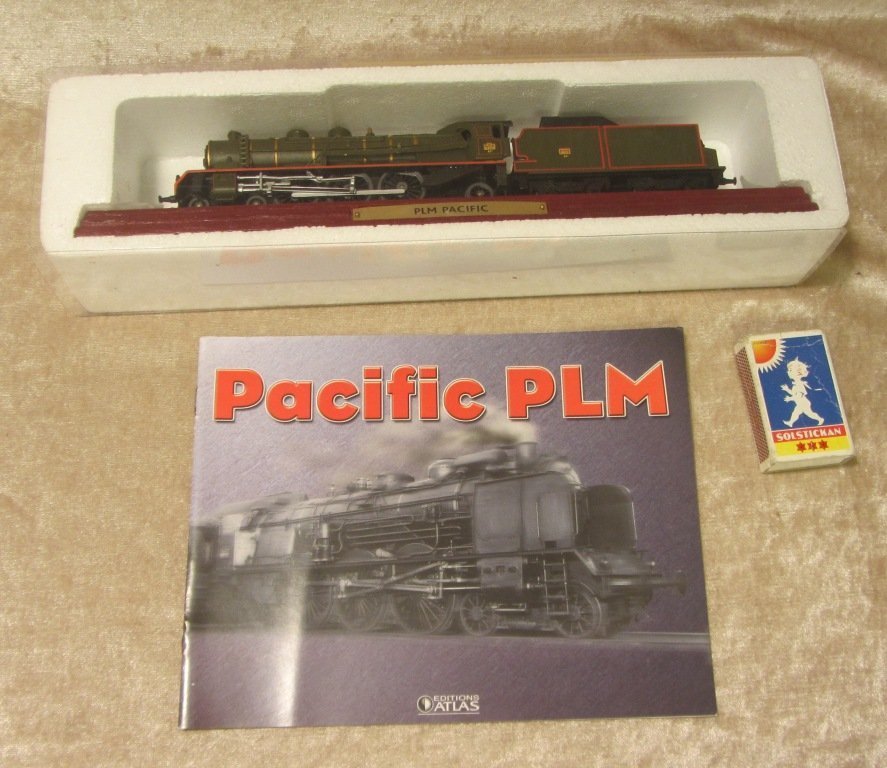 PLM PACIFIC
Pacific PLM
SOLSTICKAN
EDITIONS
ATLAS